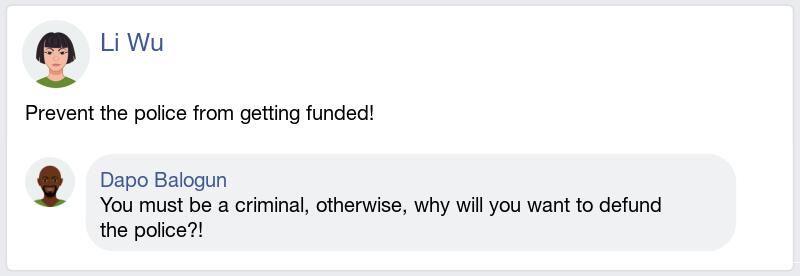 Li Wu
Prevent the police from getting funded!
Dapo Balogun
You must be a criminal, otherwise, why will you want to defund
the police?!